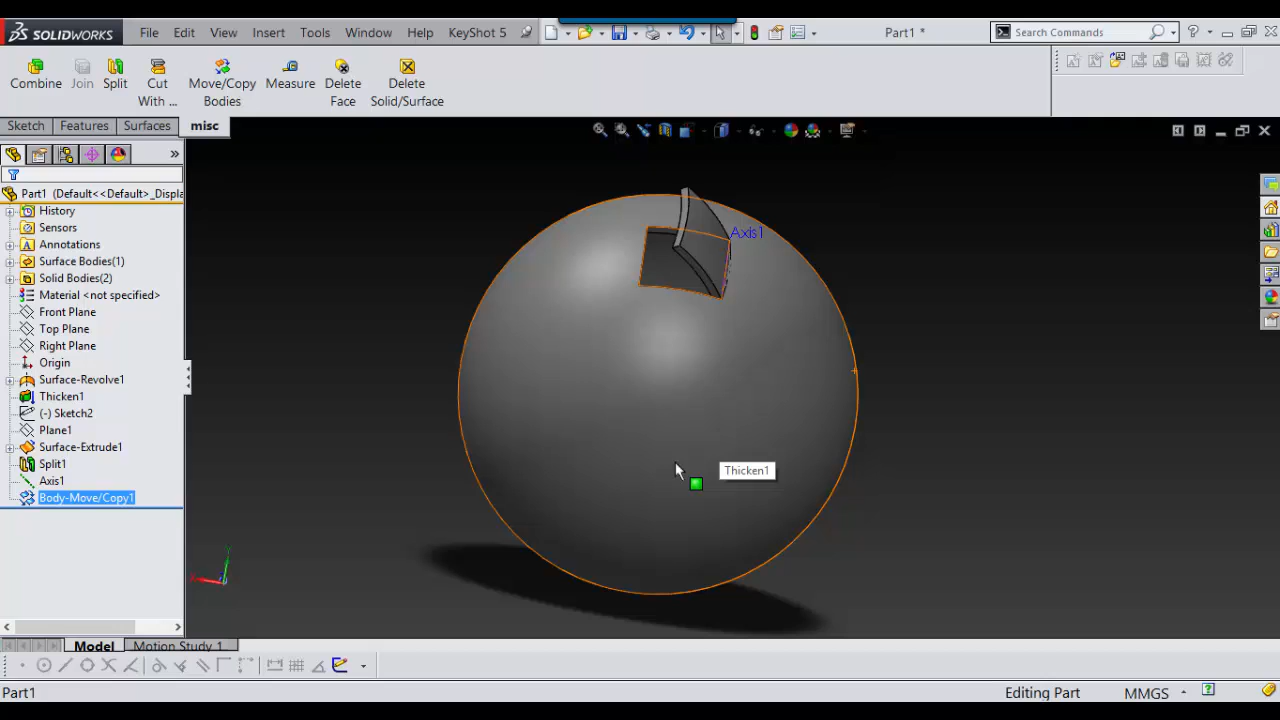 SOLIDWORKS File Edit View Insert Tools Window Help KeyShot 5 Part1 * Search Commands
Combine Join Split Cut With ... Move/Copy Bodies Measure Delete Face Delete Solid/Surface
Sketch Features Surfaces misc
Part1 (Default<<Default>_Displa
History
Sensors
Annotations
Surface Bodies(1)
Solid Bodies(2)
Material <not specified>
Front Plane
Top Plane
Right Plane
Origin
Surface-Revolve1
Thicken1
(-) Sketch2
Plane1
Surface-Extrude1
Split1
Axis1
Body-Move/Copy1
Axis1
Thicken1
Model Motion Study 1
Part1 Editing Part MMGS